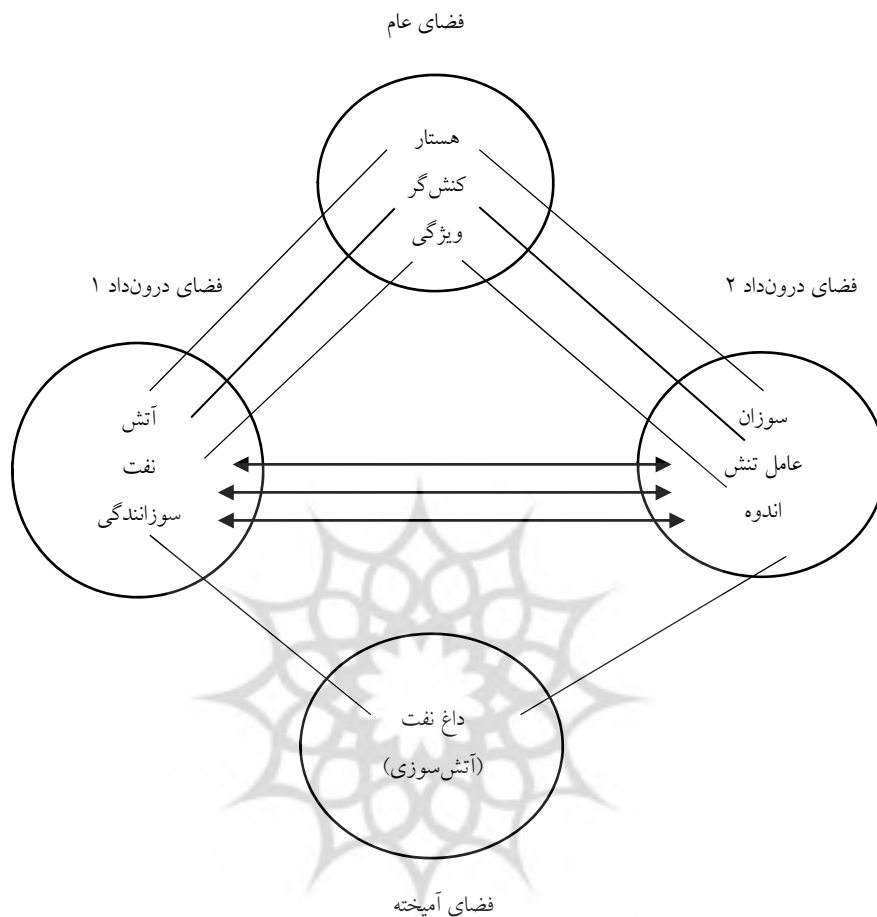 فضای عام
هستار
کنش‌گر
ویژگی
فضای درون‌داد ۲
فضای درون‌داد ۱
سوزان
عامل تنش
اندوه
آتش
نفت
سوزانندگی
داغ نفت
(آتش‌سوزی)
فضای آمیخته